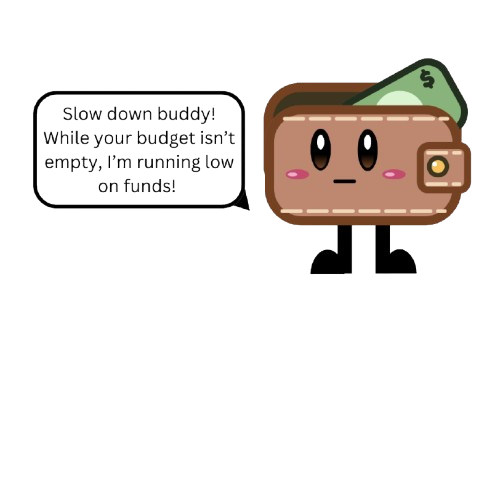 Slow down buddy!
While your budget isn’t
empty, I’m running low
on funds!
$